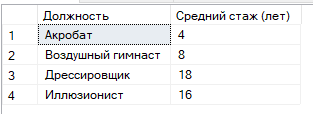 Должность Средний стаж (лет)
1 Акробат 4
2 Воздушный гимнаст 8
3 Дрессировщик 18
4 Иллюзионист 16